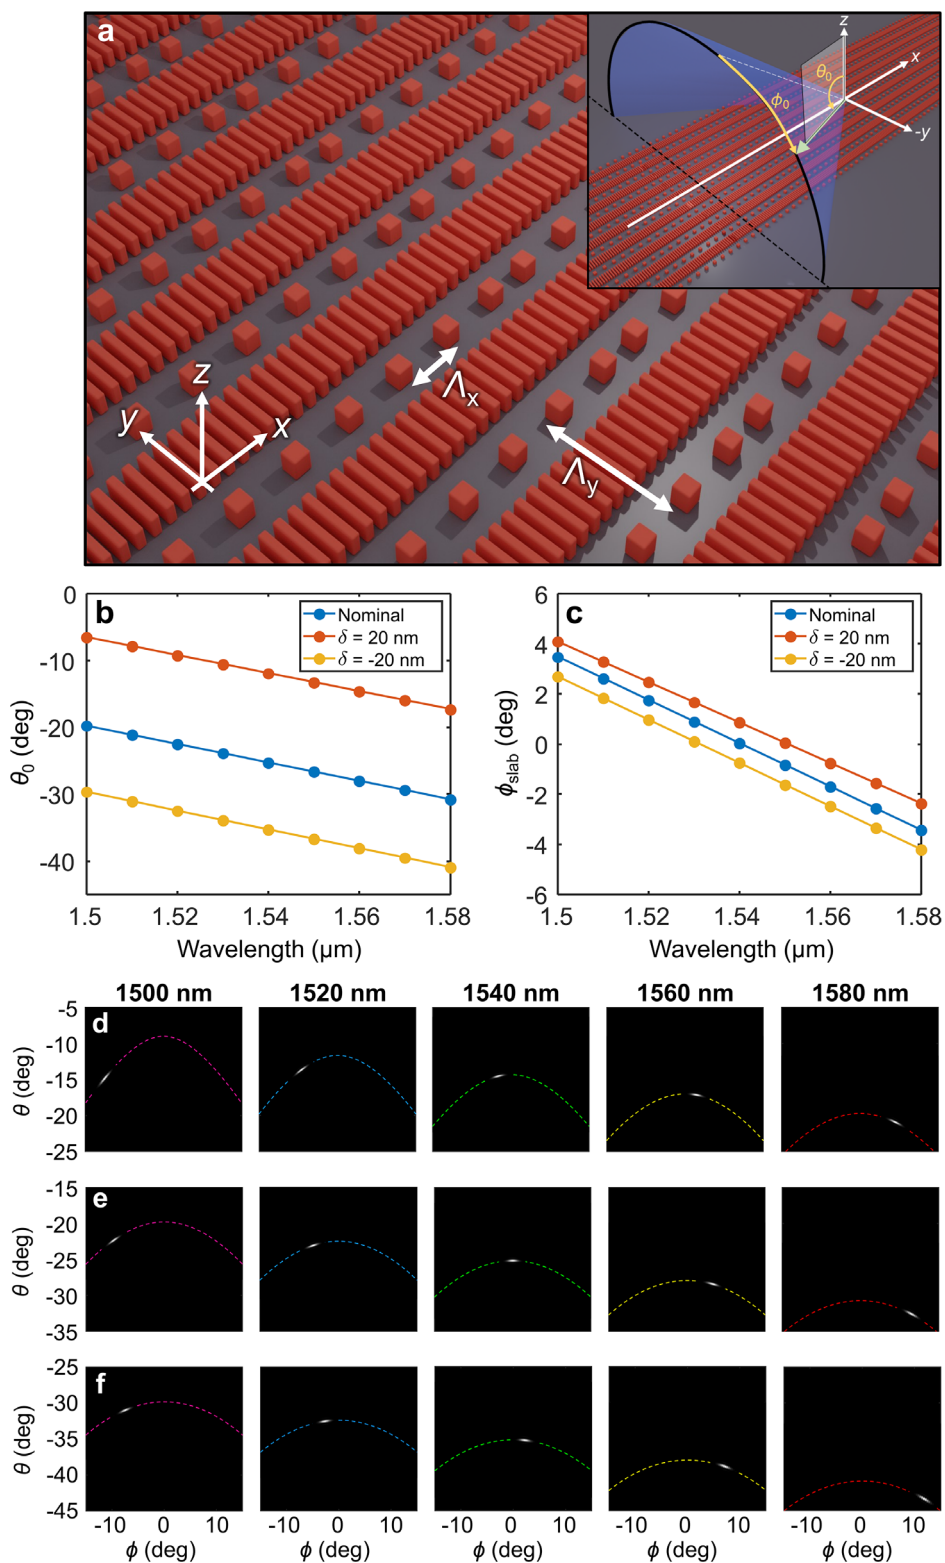 a
z
x
-y
θ0
ϕ0
Λx
Λy
z
y
x
b
Nominal
δ = 20 nm
δ = -20 nm
0
-10
-20
-30
-40
θ0 (deg)
1.5 1.52 1.54 1.56 1.58
Wavelength (µm)
c
Nominal
δ = 20 nm
δ = -20 nm
6
4
2
0
-2
-4
-6
ϕslab (deg)
1.5 1.52 1.54 1.56 1.58
Wavelength (µm)
1500 nm 1520 nm 1540 nm 1560 nm 1580 nm
d
-5
-10
-15
-20
-25
θ (deg)
e
-15
-20
-25
-30
-35
θ (deg)
f
-25
-30
-35
-40
-45
θ (deg)
-10 0 10 -10 0 10 -10 0 10 -10 0 10 -10 0 10
ϕ (deg) ϕ (deg) ϕ (deg) ϕ (deg) ϕ (deg)